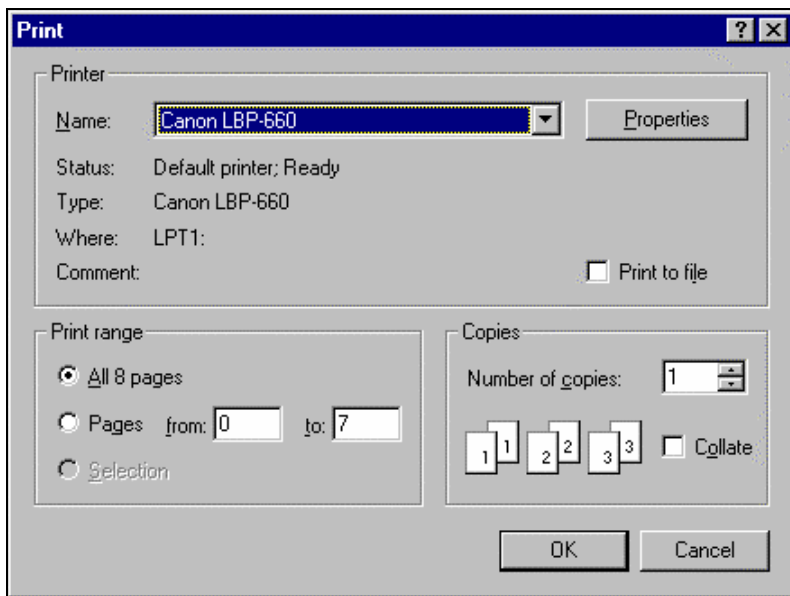 Print
Printer
Name: Canon LBP-660 Properties
Status: Default printer; Ready
Type: Canon LBP-660
Where: LPT1:
Comment: Print to file
Print range
All 8 pages
Pages from: 0 to: 7
Selection
Copies
Number of copies: 1
1 1 2 2 3 3 Collate
OK Cancel